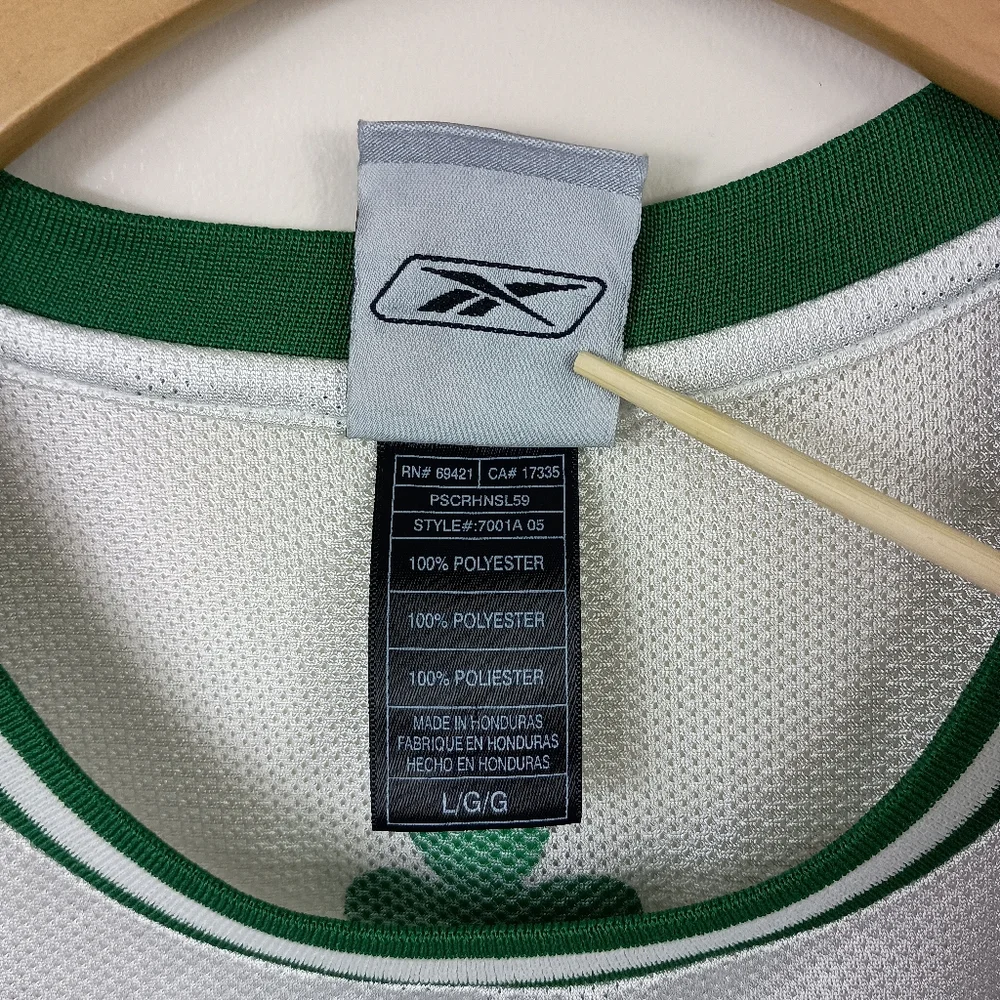 RN# 69421 CA# 17335
PSCRHNSL59
STYLE#:7001A 05
100% POLYESTER
100% POLYESTER
100% POLIESTER
MADE IN HONDURAS
FABRIQUE EN HONDURAS
HECHO EN HONDURAS
L/G/G